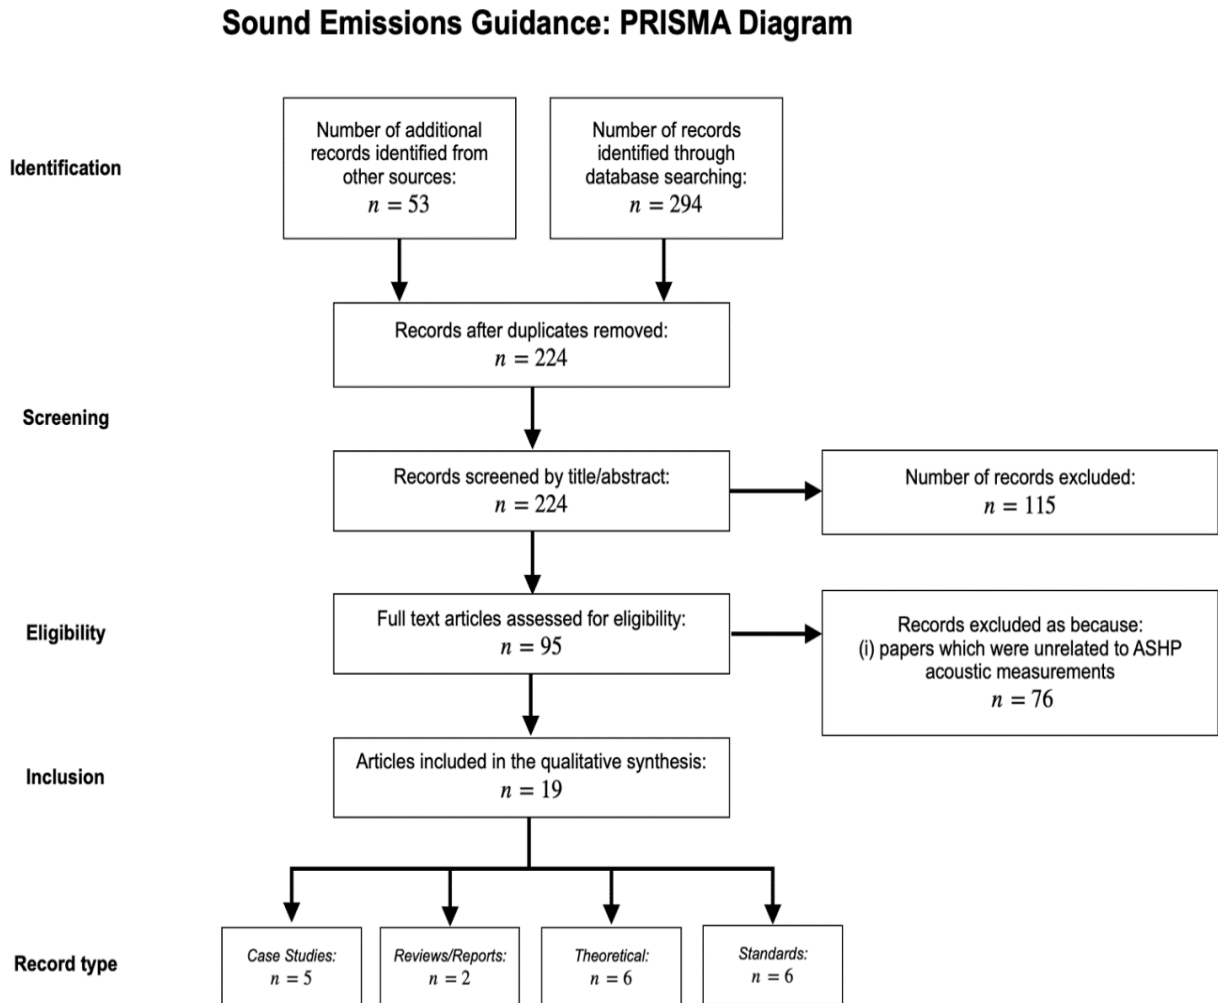 Sound Emissions Guidance: PRISMA Diagram
Identification
Number of additional
records identified from
other sources:
n = 53
Number of records
identified through
database searching:
n = 294
Records after duplicates removed:
n = 224
Screening
Records screened by title/abstract:
n = 224
Number of records excluded:
n = 115
Eligibility
Full text articles assessed for eligibility:
n = 95
Records excluded as because:
(i) papers which were unrelated to ASHP
acoustic measurements
n = 76
Inclusion
Articles included in the qualitative synthesis:
n = 19
Record type
Case Studies:
n = 5
Reviews/Reports:
n = 2
Theoretical:
n = 6
Standards:
n = 6